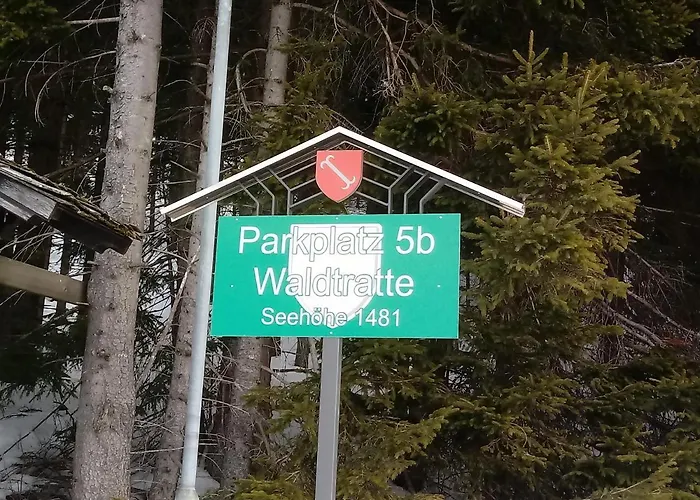 Parkplatz 5b
Waldtratte
Seehöhe 1481